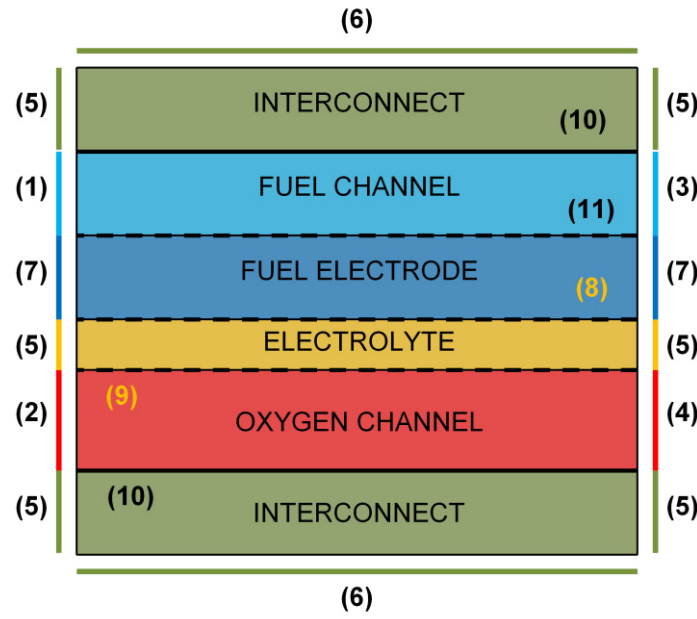 (6)
(5) INTERCONNECT (5)
(10)
(1) FUEL CHANNEL (3)
(11)
(7) FUEL ELECTRODE (7)
(8)
(5) ELECTROLYTE (5)
(9)
(2) OXYGEN CHANNEL (4)
(10)
(5) INTERCONNECT (5)
(6)